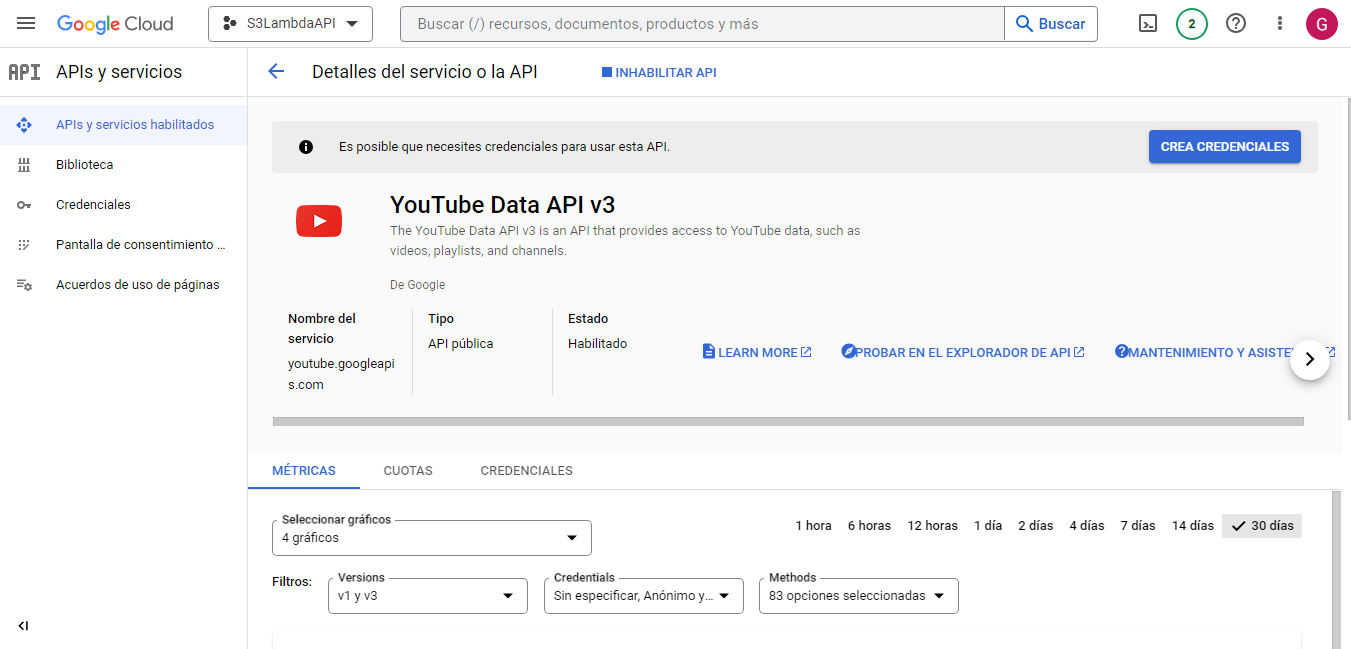 Google Cloud
S3LambdaAPI
Buscar (/) recursos, documentos, productos y más
Buscar
2
G
API
APIs y servicios
Detalles del servicio o la API
INHABILITAR API
APIs y servicios habilitados
Biblioteca
Credenciales
Pantalla de consentimiento ...
Acuerdos de uso de páginas
Es posible que necesites credenciales para usar esta API.
CREA CREDENCIALES
YouTube Data API v3
The YouTube Data API v3 is an API that provides access to YouTube data, such as
videos, playlists, and channels.
De Google
Nombre del
servicio
youtube.googleapi
s.com
Tipo
API pública
Estado
Habilitado
LEARN MORE
PROBAR EN EL EXPLORADOR DE API
MANTENIMIENTO Y ASISTE
MÉTRICAS
CUOTAS
CREDENCIALES
Seleccionar gráficos
4 gráficos
1 hora
6 horas
12 horas
1 día
2 días
4 días
7 días
14 días
30 días
Filtros:
Versions
v1 y v3
Credentials
Sin especificar, Anónimo y...
Methods
83 opciones seleccionadas